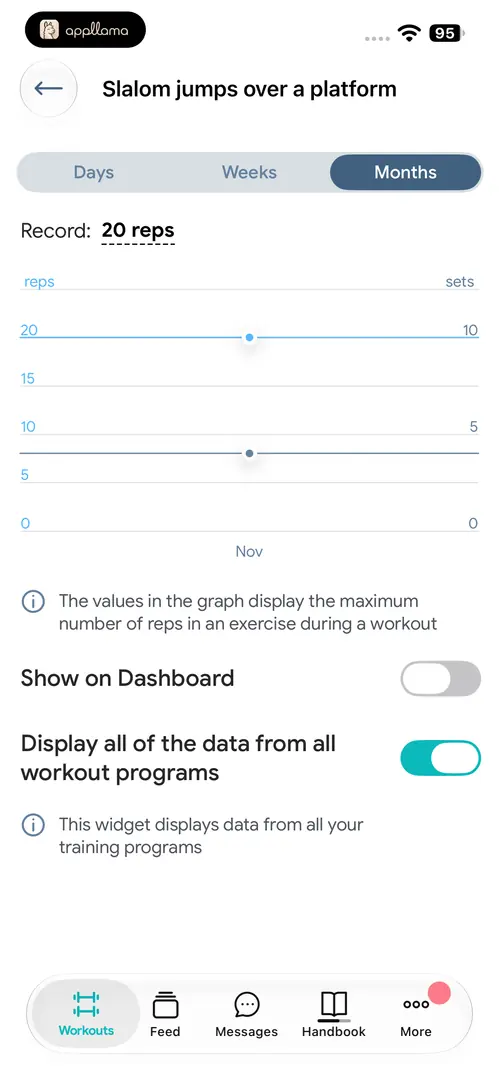 appllama
95
Slalom jumps over a platform
Days Weeks Months
Record: 20 reps
reps sets
20 10
15
10 5
5
0 0
Nov
The values in the graph display the maximum
number of reps in an exercise during a workout
Show on Dashboard
Display all of the data from all
workout programs
This widget displays data from all your
training programs
Workouts Feed Messages Handbook More